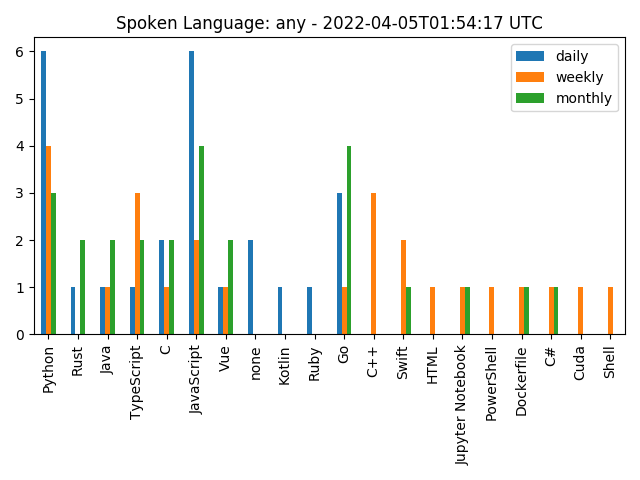 Spoken Language: any - 2022-04-05T01:54:17 UTC
daily
weekly
monthly
6
5
4
3
2
1
0
Python
Rust
Java
TypeScript
C
JavaScript
Vue
none
Kotlin
Ruby
Go
C++
Swift
HTML
Jupyter Notebook
PowerShell
Dockerfile
C#
Cuda
Shell